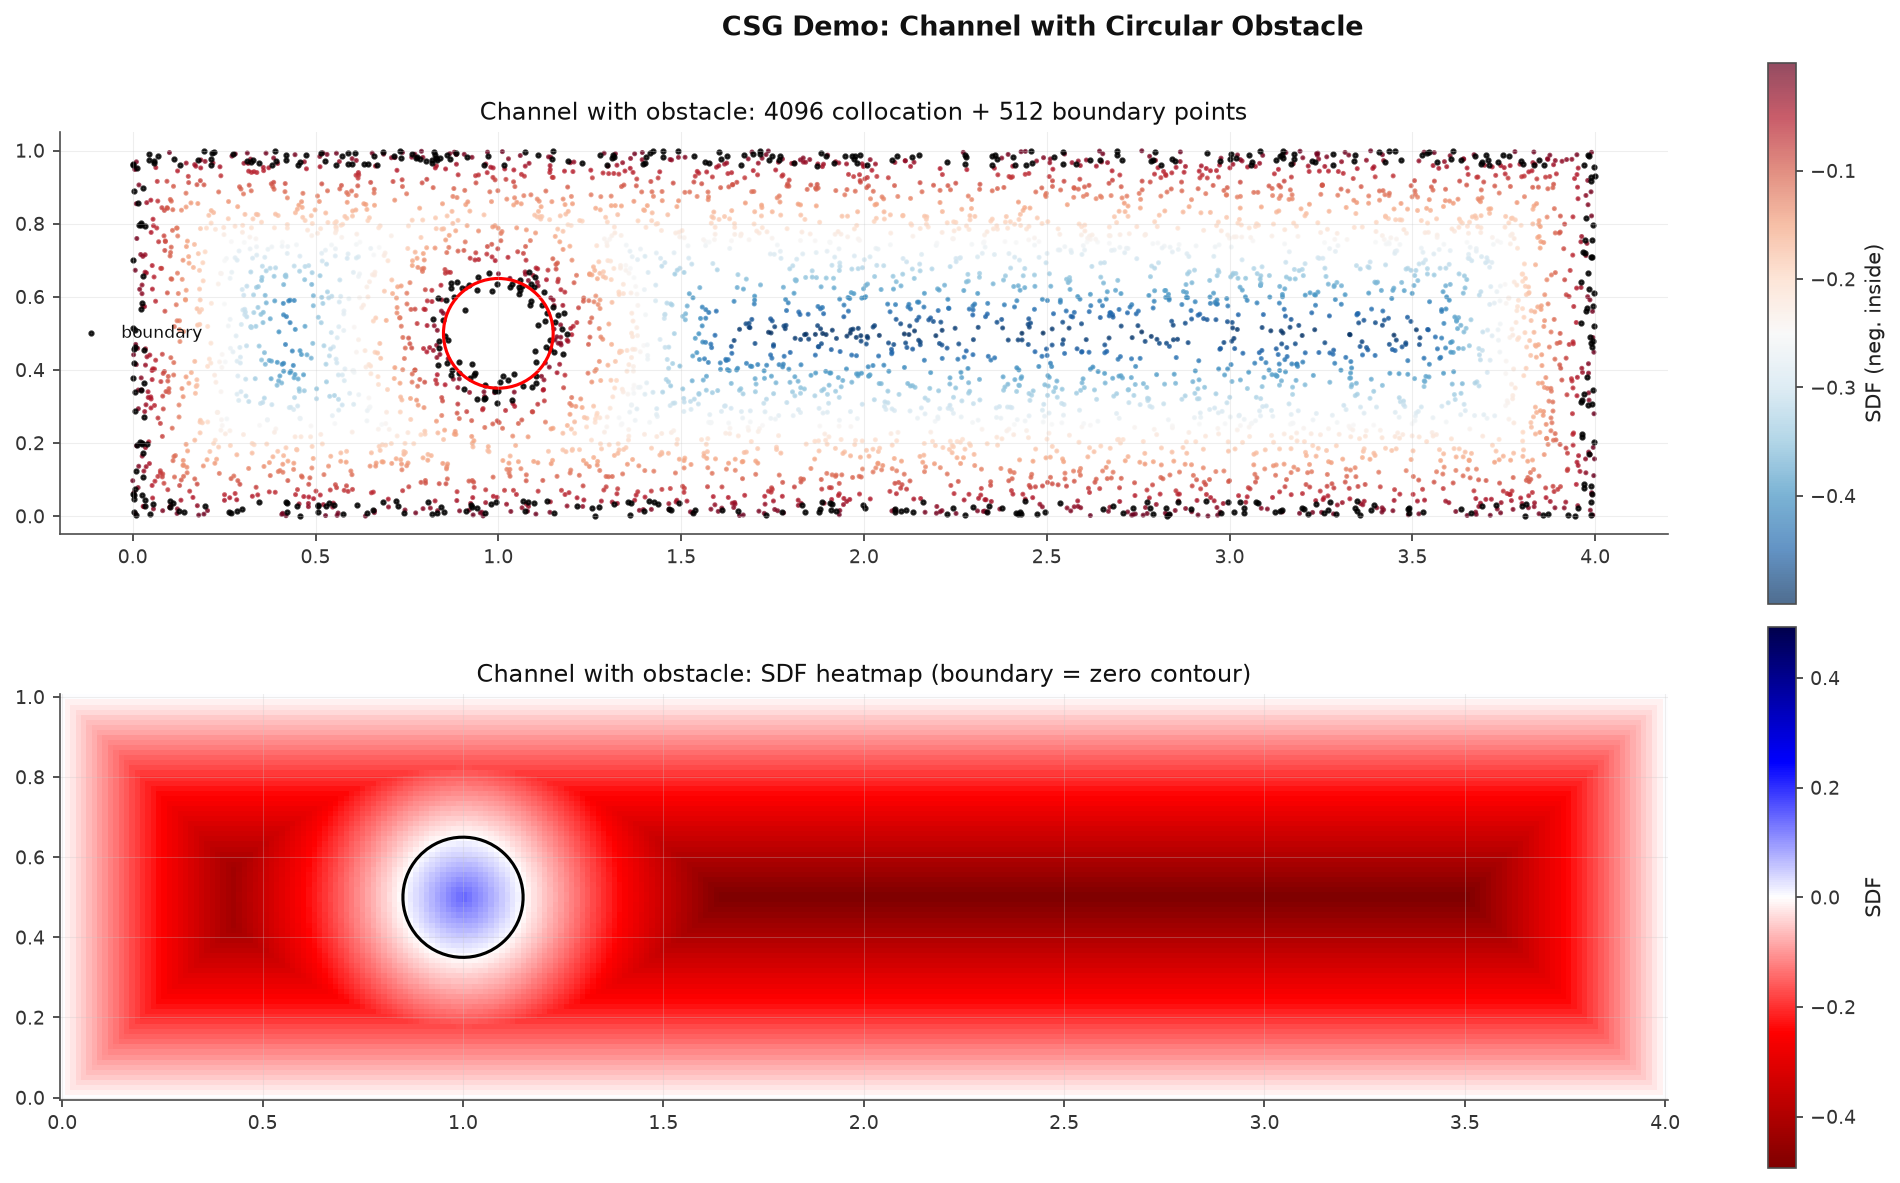 CSG Demo: Channel with Circular Obstacle
Channel with obstacle: 4096 collocation + 512 boundary points
1.0
0.8
0.6
0.4
0.2
0.0
boundary
0.0 0.5 1.0 1.5 2.0 2.5 3.0 3.5 4.0
−0.1
−0.2
−0.3
−0.4
SDF (neg. inside)
Channel with obstacle: SDF heatmap (boundary = zero contour)
1.0
0.8
0.6
0.4
0.2
0.0
0.0 0.5 1.0 1.5 2.0 2.5 3.0 3.5 4.0
0.4
0.2
0.0
−0.2
−0.4
SDF